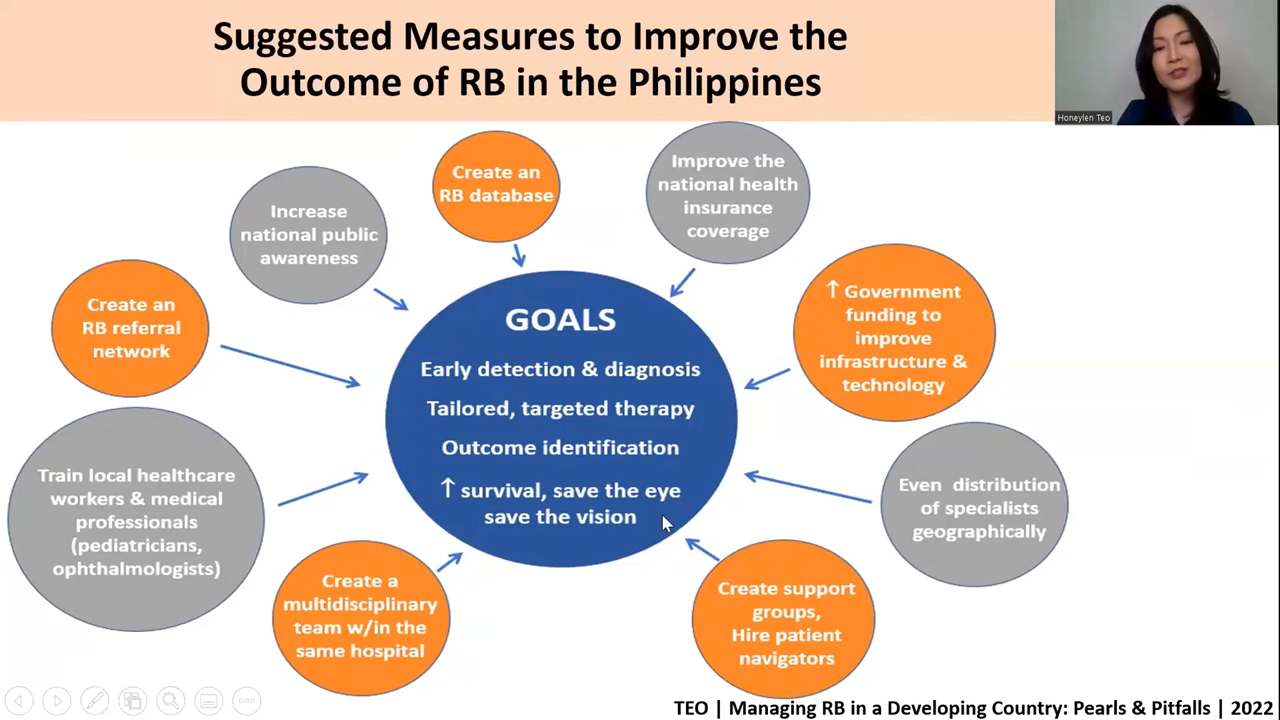 Suggested Measures to Improve the
Outcome of RB in the Philippines
Honeylen Teo
Create an
RB database
Improve the
national health
insurance
coverage
Increase
national public
awareness
↑ Government
funding to
improve
infrastructure &
technology
Create an
RB referral
network
GOALS
Early detection & diagnosis
Tailored, targeted therapy
Outcome identification
↑ survival, save the eye
save the vision
Train local healthcare
workers & medical
professionals
(pediatricians,
ophthalmologists)
Even distribution
of specialists
geographically
Create a
multidisciplinary
team w/in the
same hospital
Create support
groups,
Hire patient
navigators
TEO | Managing RB in a Developing Country: Pearls & Pitfalls | 2022